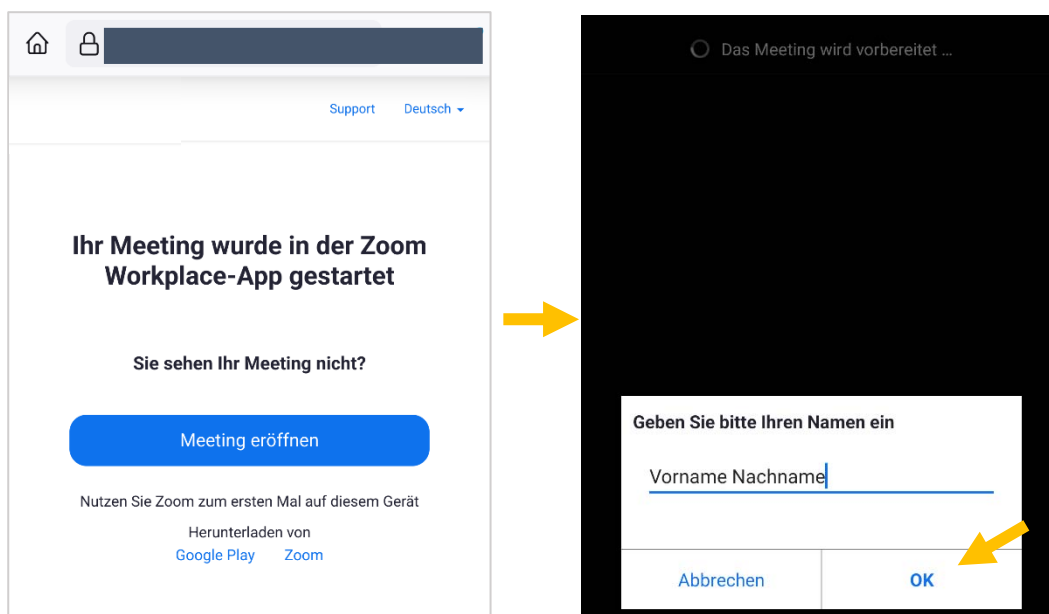 Support Deutsch
Ihr Meeting wurde in der Zoom
Workplace-App gestartet
Sie sehen Ihr Meeting nicht?
Meeting eröffnen
Nutzen Sie Zoom zum ersten Mal auf diesem Gerät
Herunterladen von
Google Play Zoom
Das Meeting wird vorbereitet ...
Geben Sie bitte Ihren Namen ein
Vorname Nachname
Abbrechen OK